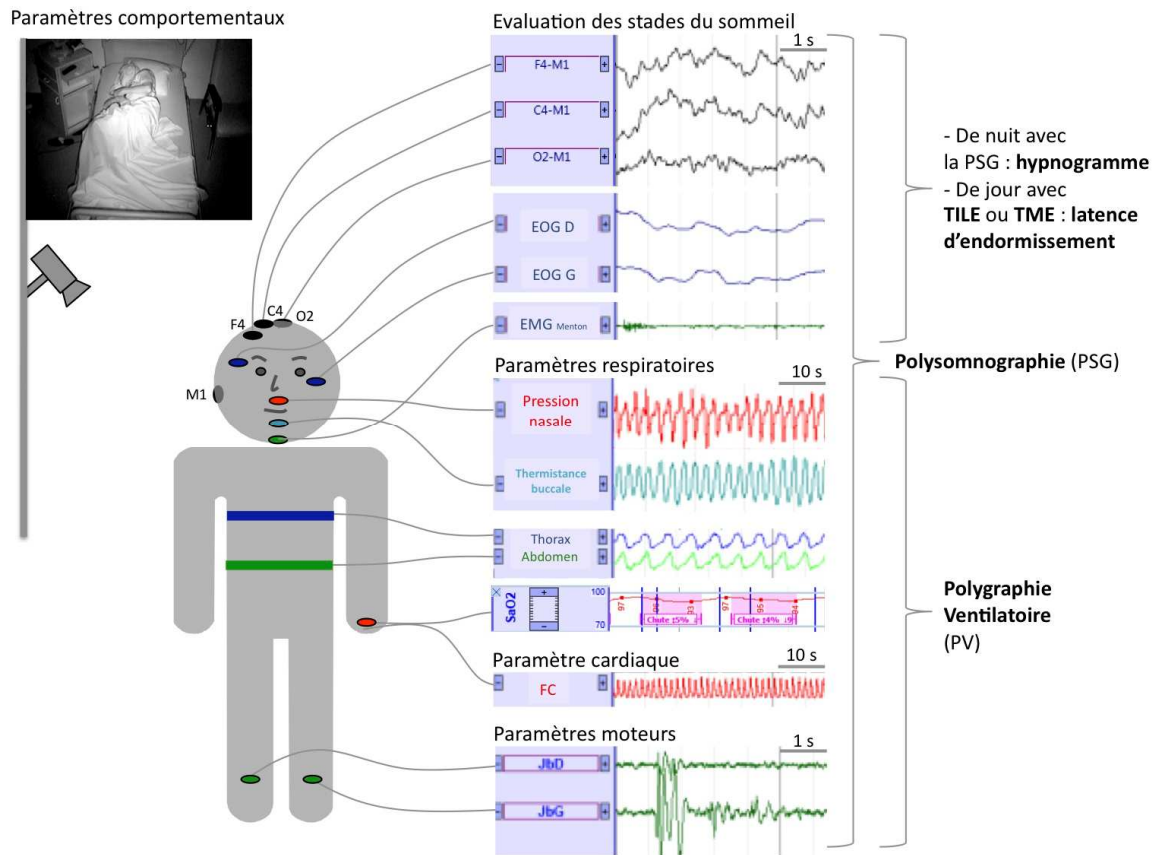 Paramètres comportementaux
Evaluation des stades du sommeil
1 s
F4-M1
C4-M1
O2-M1
EOG D
EOG G
EMG Menton
- De nuit avec
la PSG : hypnogramme
- De jour avec
TILE ou TME : latence
d'endormissement
F4
C4
O2
M1
Paramètres respiratoires
10 s
Pression
nasale
Thermistance
buccale
Thorax
Abdomen
SaO2
100
70
97
93
97
95
Chute
Chute
Polysomnographie (PSG)
Polygraphie
Ventilatoire
(PV)
Paramètre cardiaque
10 s
FC
Paramètres moteurs
1 s
JbD
JbG